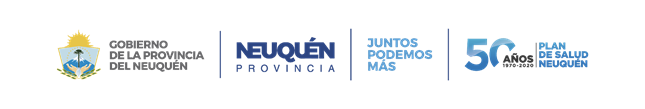 GOBIERNO
DE LA PROVINCIA
DEL NEUQUÉN
NEUQUÉN
PROVINCIA
JUNTOS
PODEMOS
MÁS
50 AÑOS
1970-2020
PLAN
DE SALUD
NEUQUÉN